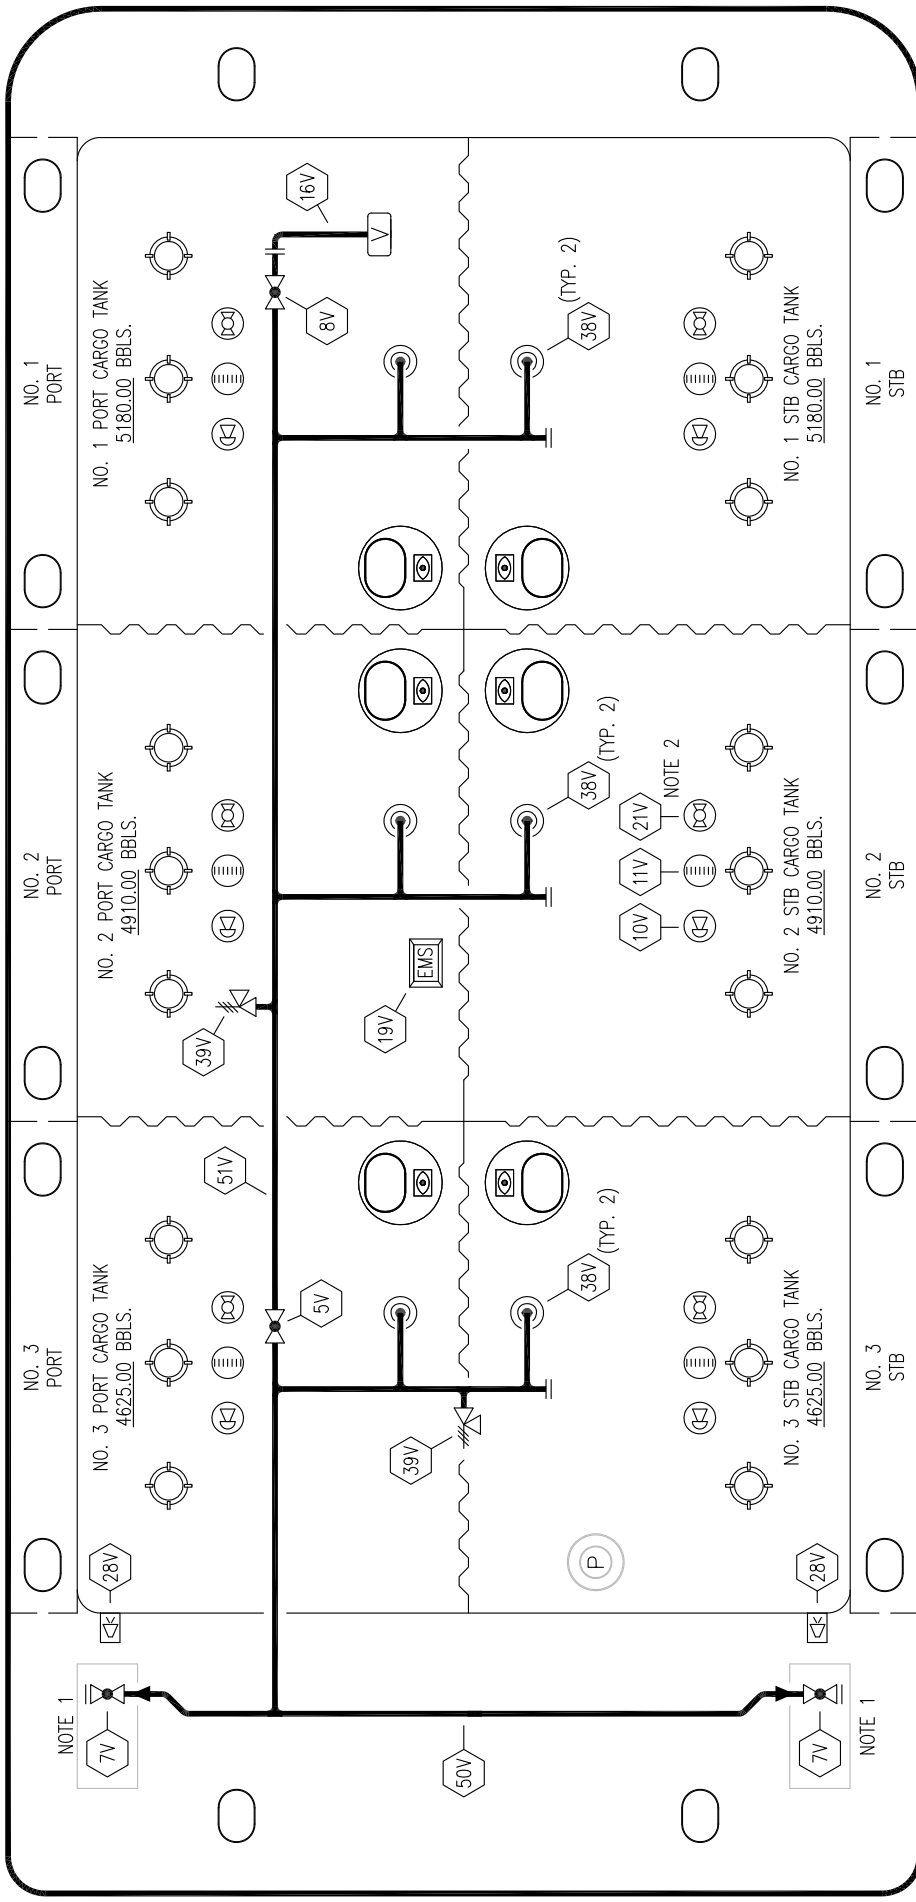 NO. 3
PORT
NO. 2
PORT
NO. 1
PORT
NO. 3 PORT CARGO TANK
4625.00 BBLS.
NO. 2 PORT CARGO TANK
4910.00 BBLS.
NO. 1 PORT CARGO TANK
5180.00 BBLS.
NOTE 1
7V
28V
51V
39V
16V
V
5V
8V
39V
19V
EMS
50V
38V
(TYP. 2)
38V
(TYP. 2)
38V
(TYP. 2)
P
10V
11V
21V
NOTE 2
NO. 3 STB CARGO TANK
4625.00 BBLS.
NO. 2 STB CARGO TANK
4910.00 BBLS.
NO. 1 STB CARGO TANK
5180.00 BBLS.
7V
28V
NOTE 1
NO. 3
STB
NO. 2
STB
NO. 1
STB